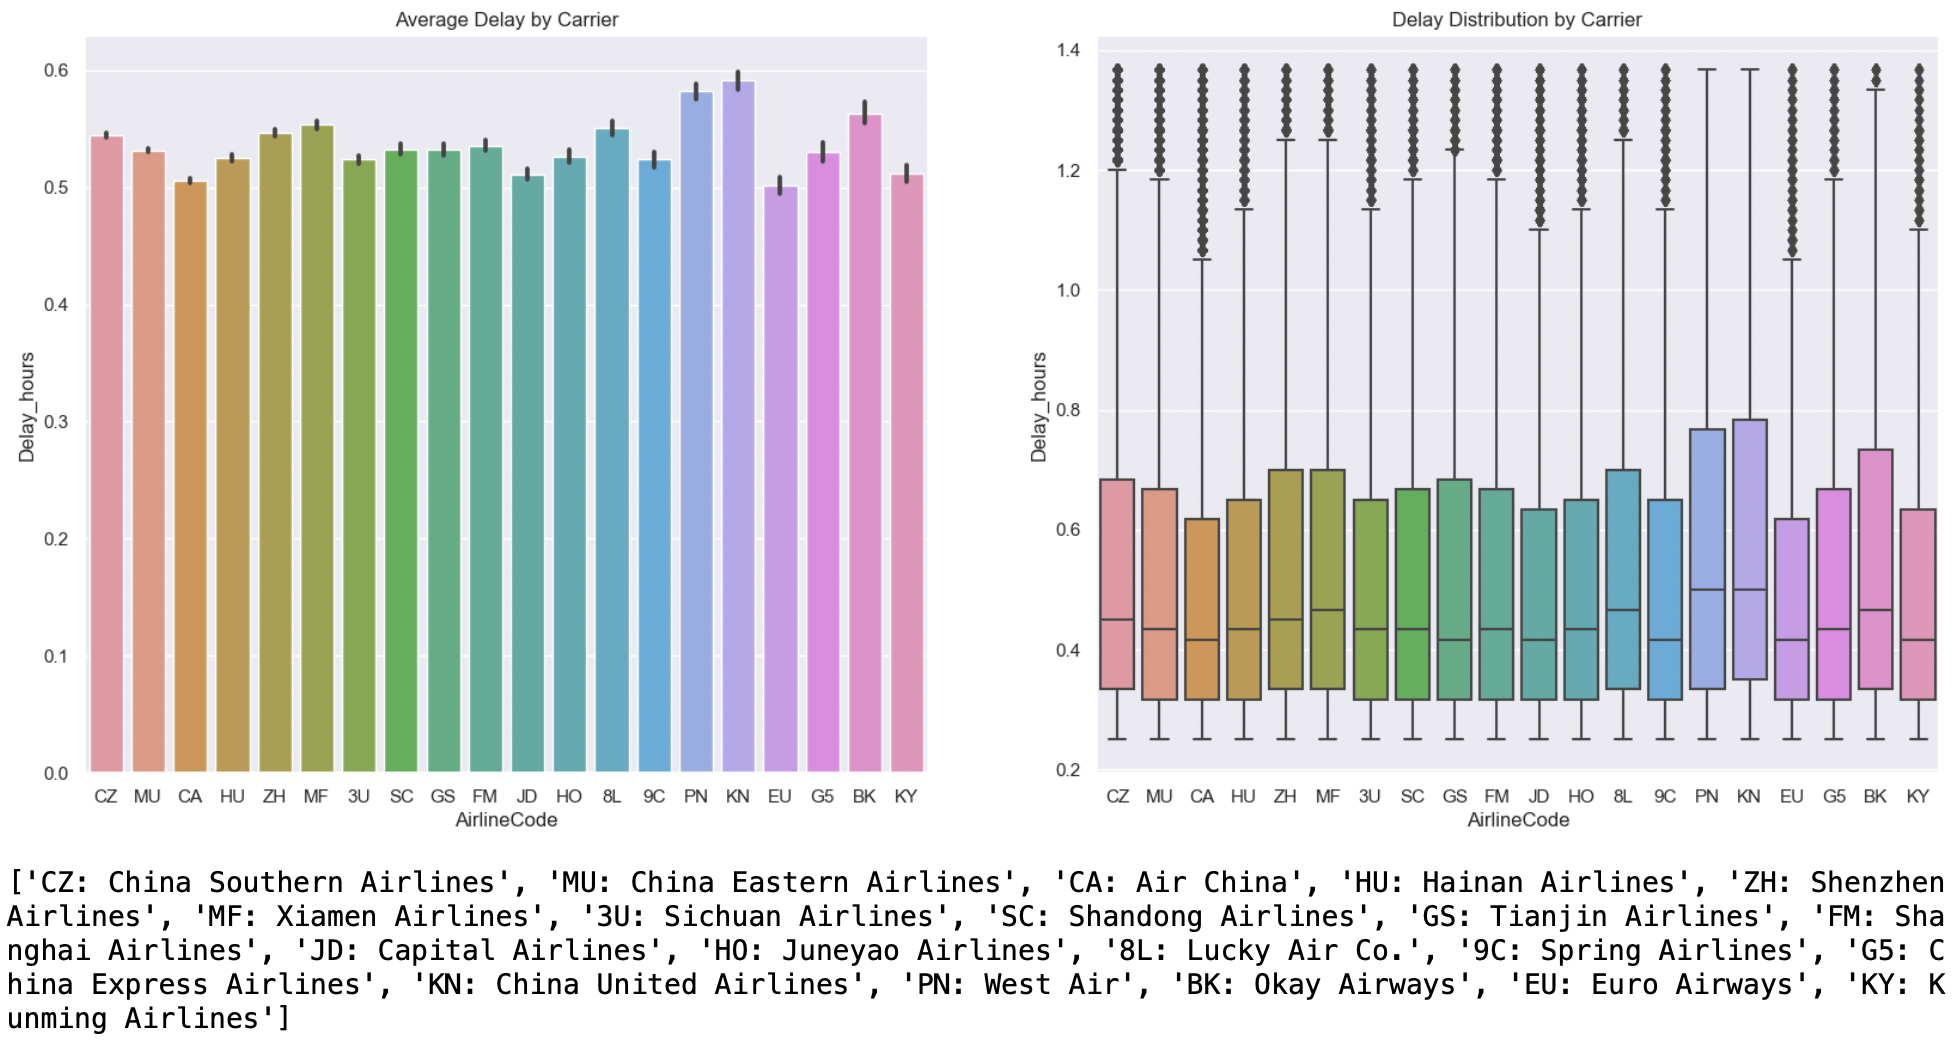 Average Delay by Carrier
Delay_hours
0.6
0.5
0.4
0.3
0.2
0.1
0.0
CZ MU CA HU ZH MF 3U SC GS FM JD HO 8L 9C PN KN EU G5 BK KY
AirlineCode
Delay Distribution by Carrier
Delay_hours
1.4
1.2
1.0
0.8
0.6
0.4
0.2
CZ MU CA HU ZH MF 3U SC GS FM JD HO 8L 9C PN KN EU G5 BK KY
AirlineCode
['CZ: China Southern Airlines', 'MU: China Eastern Airlines', 'CA: Air China', 'HU: Hainan Airlines', 'ZH: Shenzhen
Airlines', 'MF: Xiamen Airlines', '3U: Sichuan Airlines', 'SC: Shandong Airlines', 'GS: Tianjin Airlines', 'FM: Sha
nghai Airlines', 'JD: Capital Airlines', 'HO: Juneyao Airlines', '8L: Lucky Air Co.', '9C: Spring Airlines', 'G5: C
hina Express Airlines', 'KN: China United Airlines', 'PN: West Air', 'BK: Okay Airways', 'EU: Euro Airways', 'KY: K
unming Airlines']